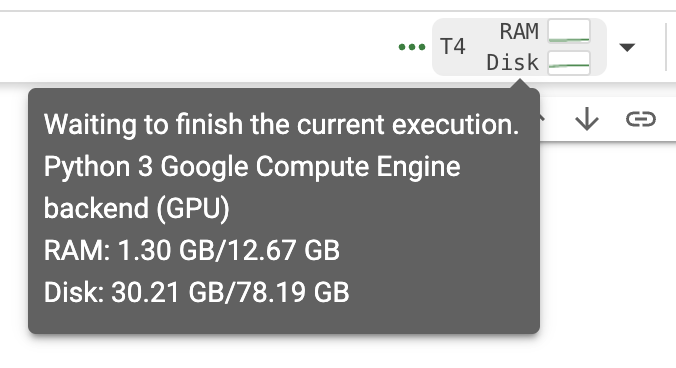 T4
RAM
Disk
Waiting to finish the current execution.
Python 3 Google Compute Engine
backend (GPU)
RAM: 1.30 GB/12.67 GB
Disk: 30.21 GB/78.19 GB